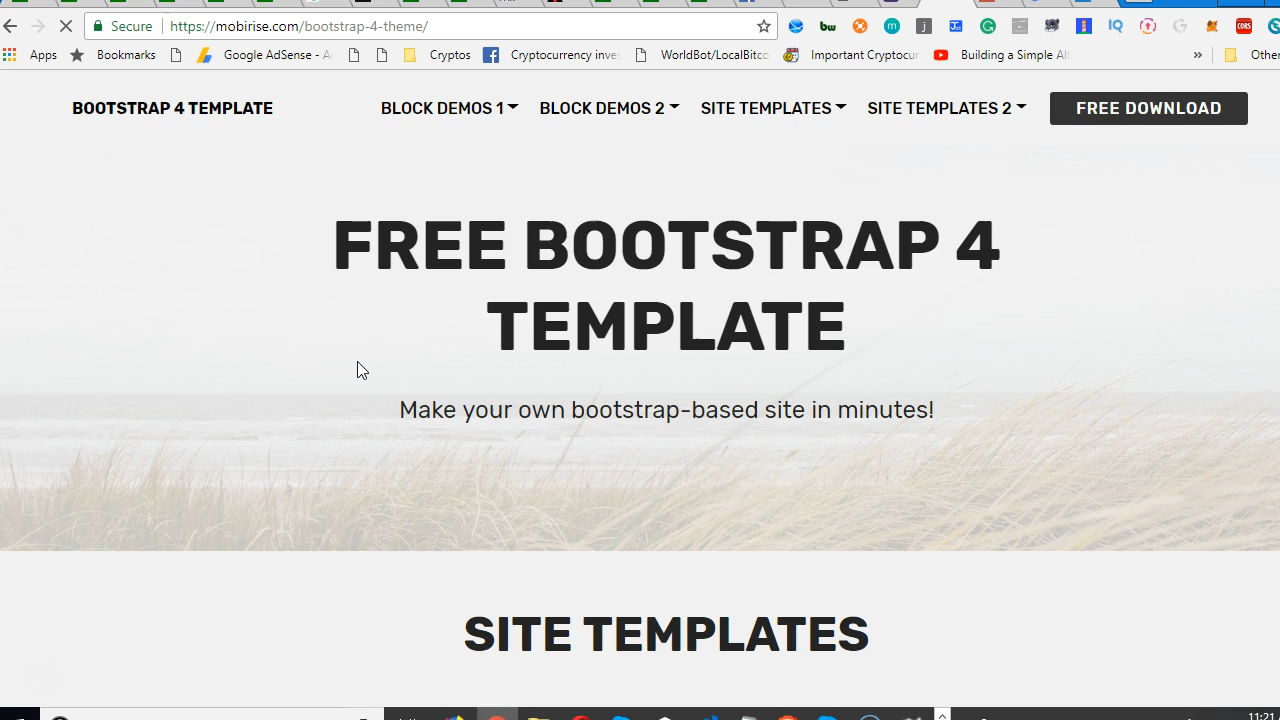 Secure https://mobirise.com/bootstrap-4-theme/
Apps Bookmarks Google AdSense - Cryptos Cryptocurrency inve WorldBox/LocalBitco Important Cryptocur Building a Simple Alt » Other
BOOTSTRAP 4 TEMPLATE BLOCK DEMOS 1 BLOCK DEMOS 2 SITE TEMPLATES SITE TEMPLATES 2 FREE DOWNLOAD
FREE BOOTSTRAP 4
TEMPLATE
Make your own bootstrap-based site in minutes!
SITE TEMPLATES
11:21